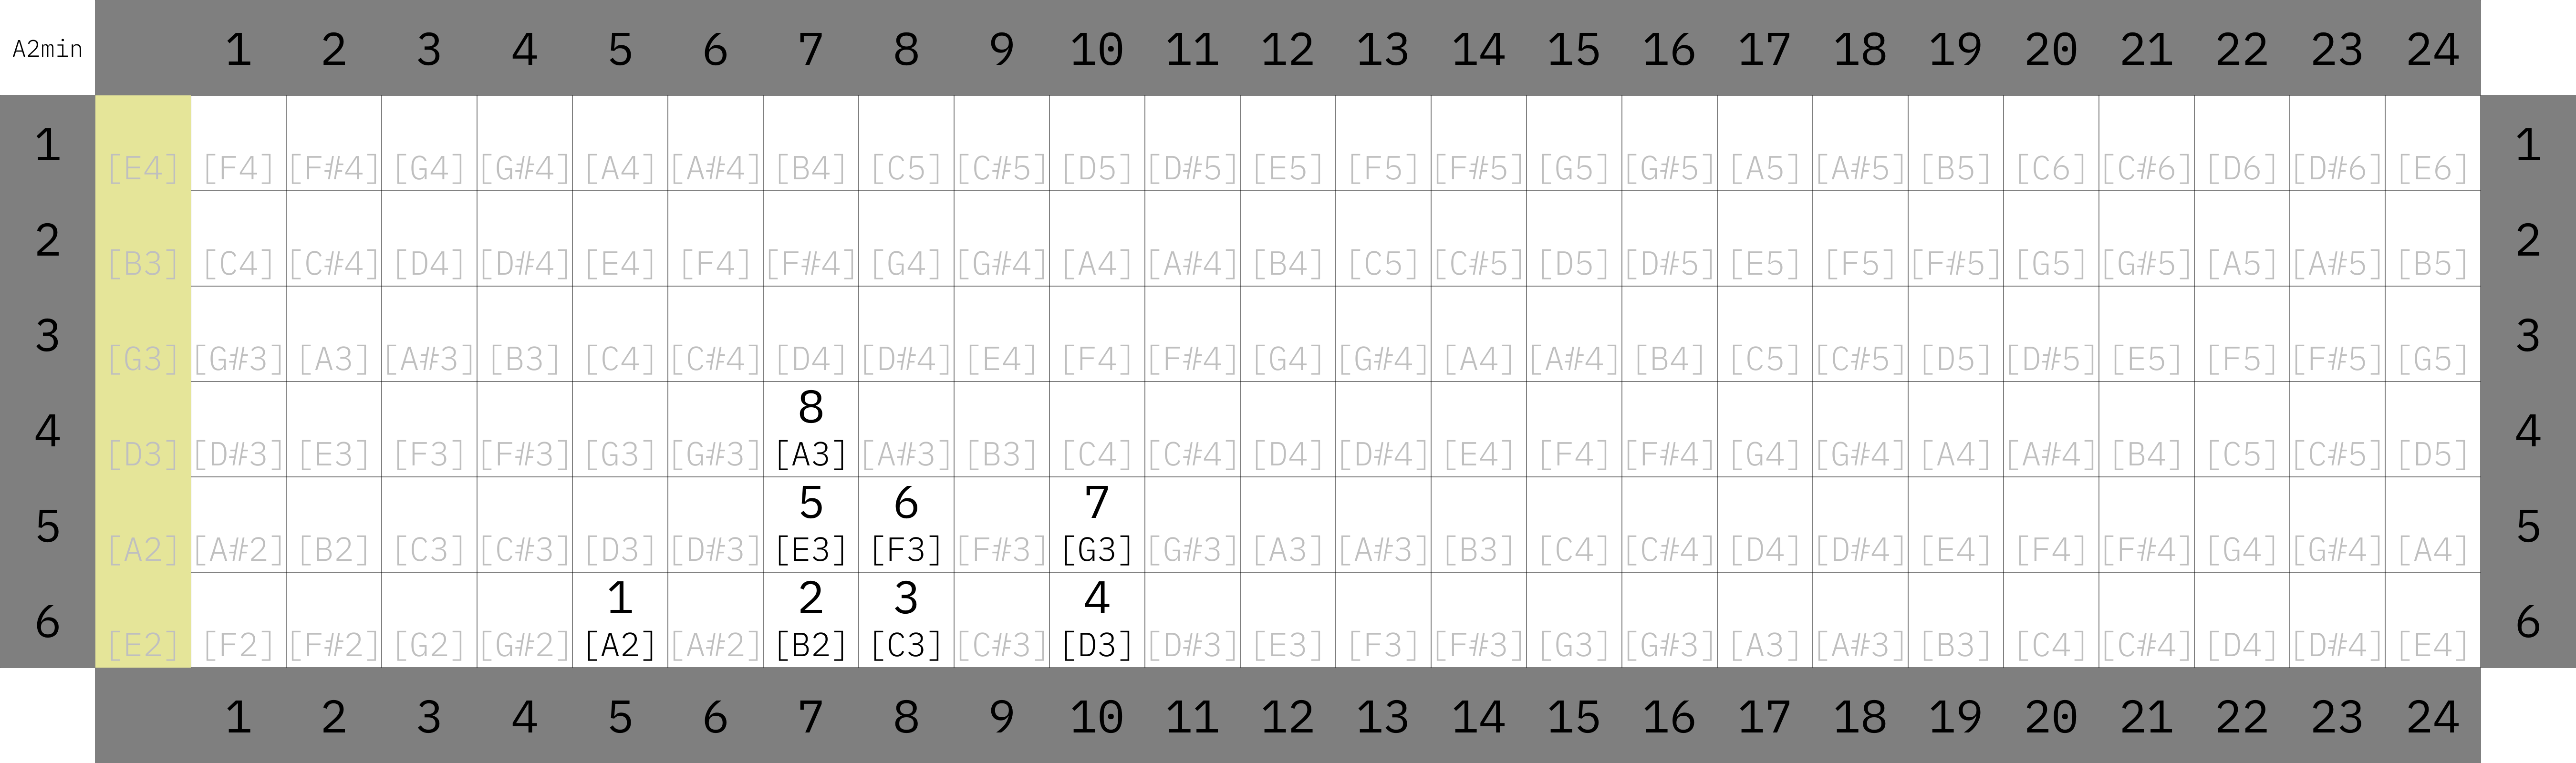 A2min 1 2 3 4 5 6 7 8 9 10 11 12 13 14 15 16 17 18 19 20 21 22 23 24
1 [E4] [F4] [F#4] [G4] [G#4] [A4] [A#4] [B4] [C5] [C#5] [D5] [D#5] [E5] [F5] [F#5] [G5] [G#5] [A5] [A#5] [B5] [C6] [C#6] [D6] [D#6] [E6] 1
2 [B3] [C4] [C#4] [D4] [D#4] [E4] [F4] [F#4] [G4] [G#4] [A4] [A#4] [B4] [C5] [C#5] [D5] [D#5] [E5] [F5] [F#5] [G5] [G#5] [A5] [A#5] [B5] 2
3 [G3] [G#3] [A3] [A#3] [B3] [C4] [C#4] [D4] [D#4] [E4] [F4] [F#4] [G4] [G#4] [A4] [A#4] [B4] [C5] [C#5] [D5] [D#5] [E5] [F5] [F#5] [G5] 3
8
4 [D3] [D#3] [E3] [F3] [F#3] [G3] [G#3] [A3] [A#3] [B3] [C4] [C#4] [D4] [D#4] [E4] [F4] [F#4] [G4] [G#4] [A4] [A#4] [B4] [C5] [C#5] [D5] 4
5 6 7
5 [A2] [A#2] [B2] [C3] [C#3] [D3] [D#3] [E3] [F3] [F#3] [G3] [G#3] [A3] [A#3] [B3] [C4] [C#4] [D4] [D#4] [E4] [F4] [F#4] [G4] [G#4] [A4] 5
1 2 3 4
6 [E2] [F2] [F#2] [G2] [G#2] [A2] [A#2] [B2] [C3] [C#3] [D3] [D#3] [E3] [F3] [F#3] [G3] [G#3] [A3] [A#3] [B3] [C4] [C#4] [D4] [D#4] [E4] 6
1 2 3 4 5 6 7 8 9 10 11 12 13 14 15 16 17 18 19 20 21 22 23 24